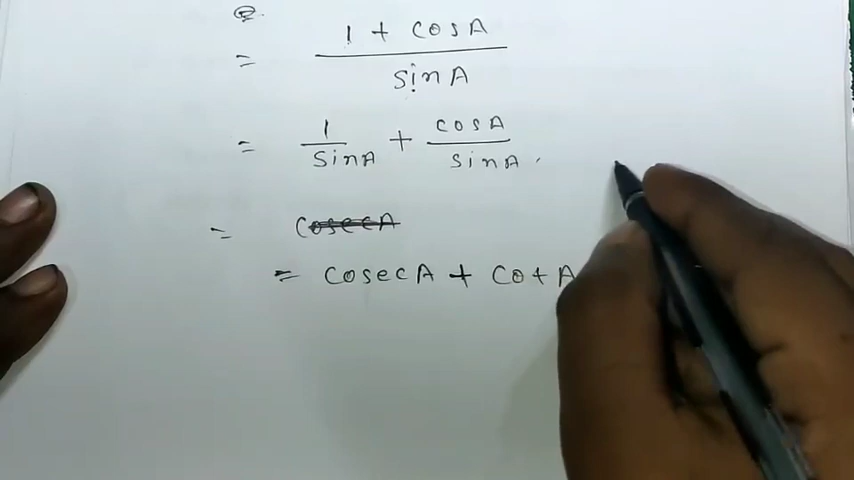 Q.
= (1 + cosA) / (sinA)
= 1/sinA + cosA/sinA
= cosecA
= cosecA + cotA